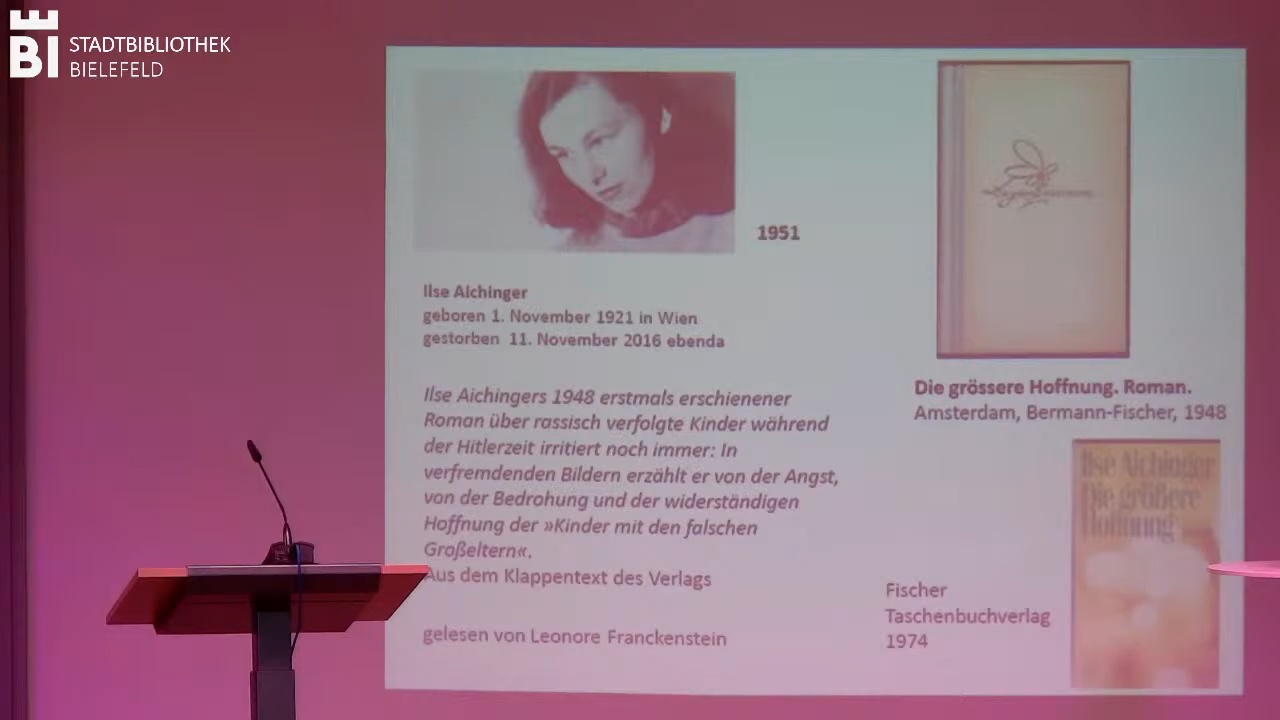 BI STADTBIBLIOTHEK
BIELEFELD
1951
Ilse Aichinger
geboren 1. November 1921 in Wien
gestorben 11. November 2016 ebenda
Ilse Aichingers 1948 erstmals erschienener
Roman über rassisch verfolgte Kinder während
der Hitlerzeit irritiert noch immer: In
verfremdenden Bildern erzählt er von der Angst,
von der Bedrohung und der widerständigen
Hoffnung der »Kinder mit den falschen
Großeltern«.
Aus dem Klappentext des Verlags
gelesen von Leonore Franckenstein
Die grössere Hoffnung. Roman.
Amsterdam, Bermann-Fischer, 1948
Ilse Aichinger
Die größere
Hoffnung
Fischer
Taschenbuchverlag
1974